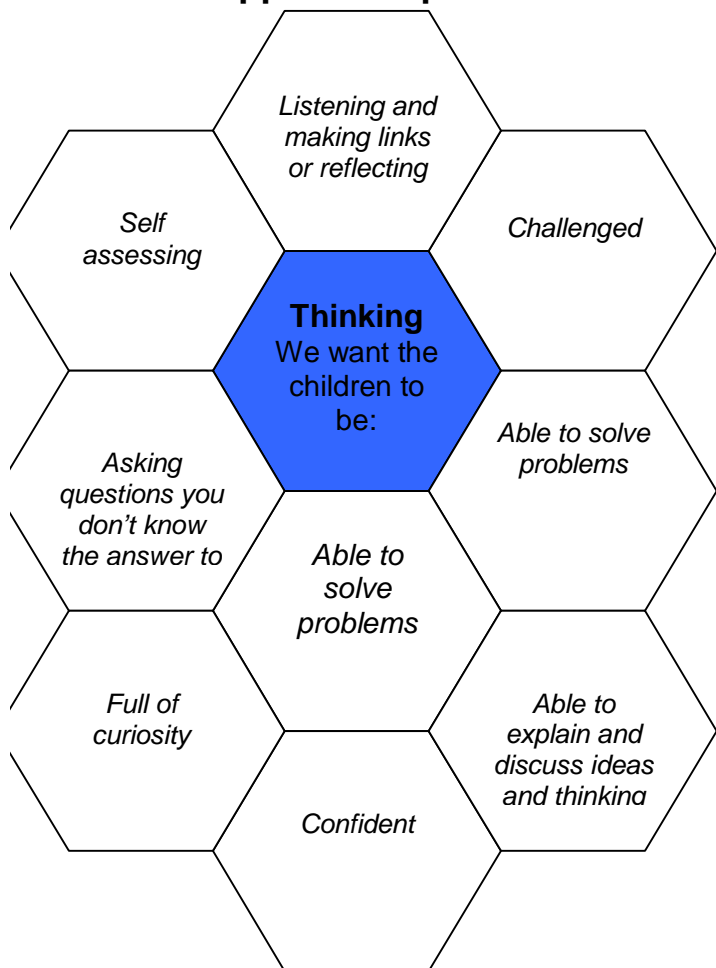 Listening and
making links
or reflecting
Self
assessing
Challenged
Thinking
We want the
children to
be:
Asking
questions you
don’t know
the answer to
Able to solve
problems
Able to
solve
problems
Full of
curiosity
Able to
explain and
discuss ideas
and thinking
Confident